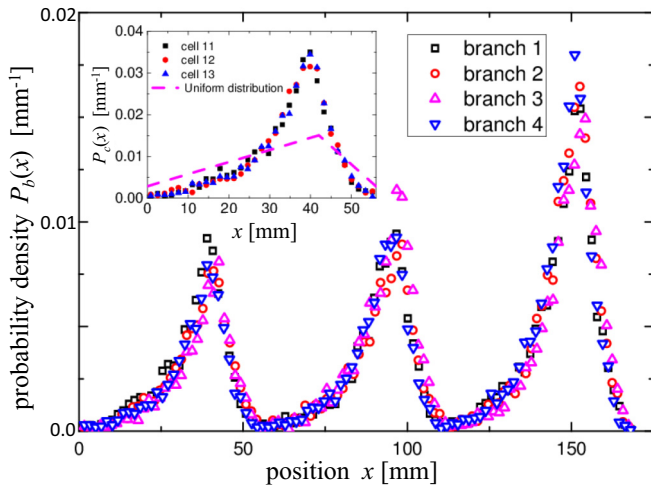 0.02
0.01
0.0
probability density P_b(x) [mm⁻¹]
0.04
0.03
0.02
0.01
0.00
P_c(x) [mm⁻¹]
cell 11
cell 12
cell 13
Uniform distribution
0 10 20 30 40 50
x [mm]
branch 1
branch 2
branch 3
branch 4
0 50 100 150
position x [mm]